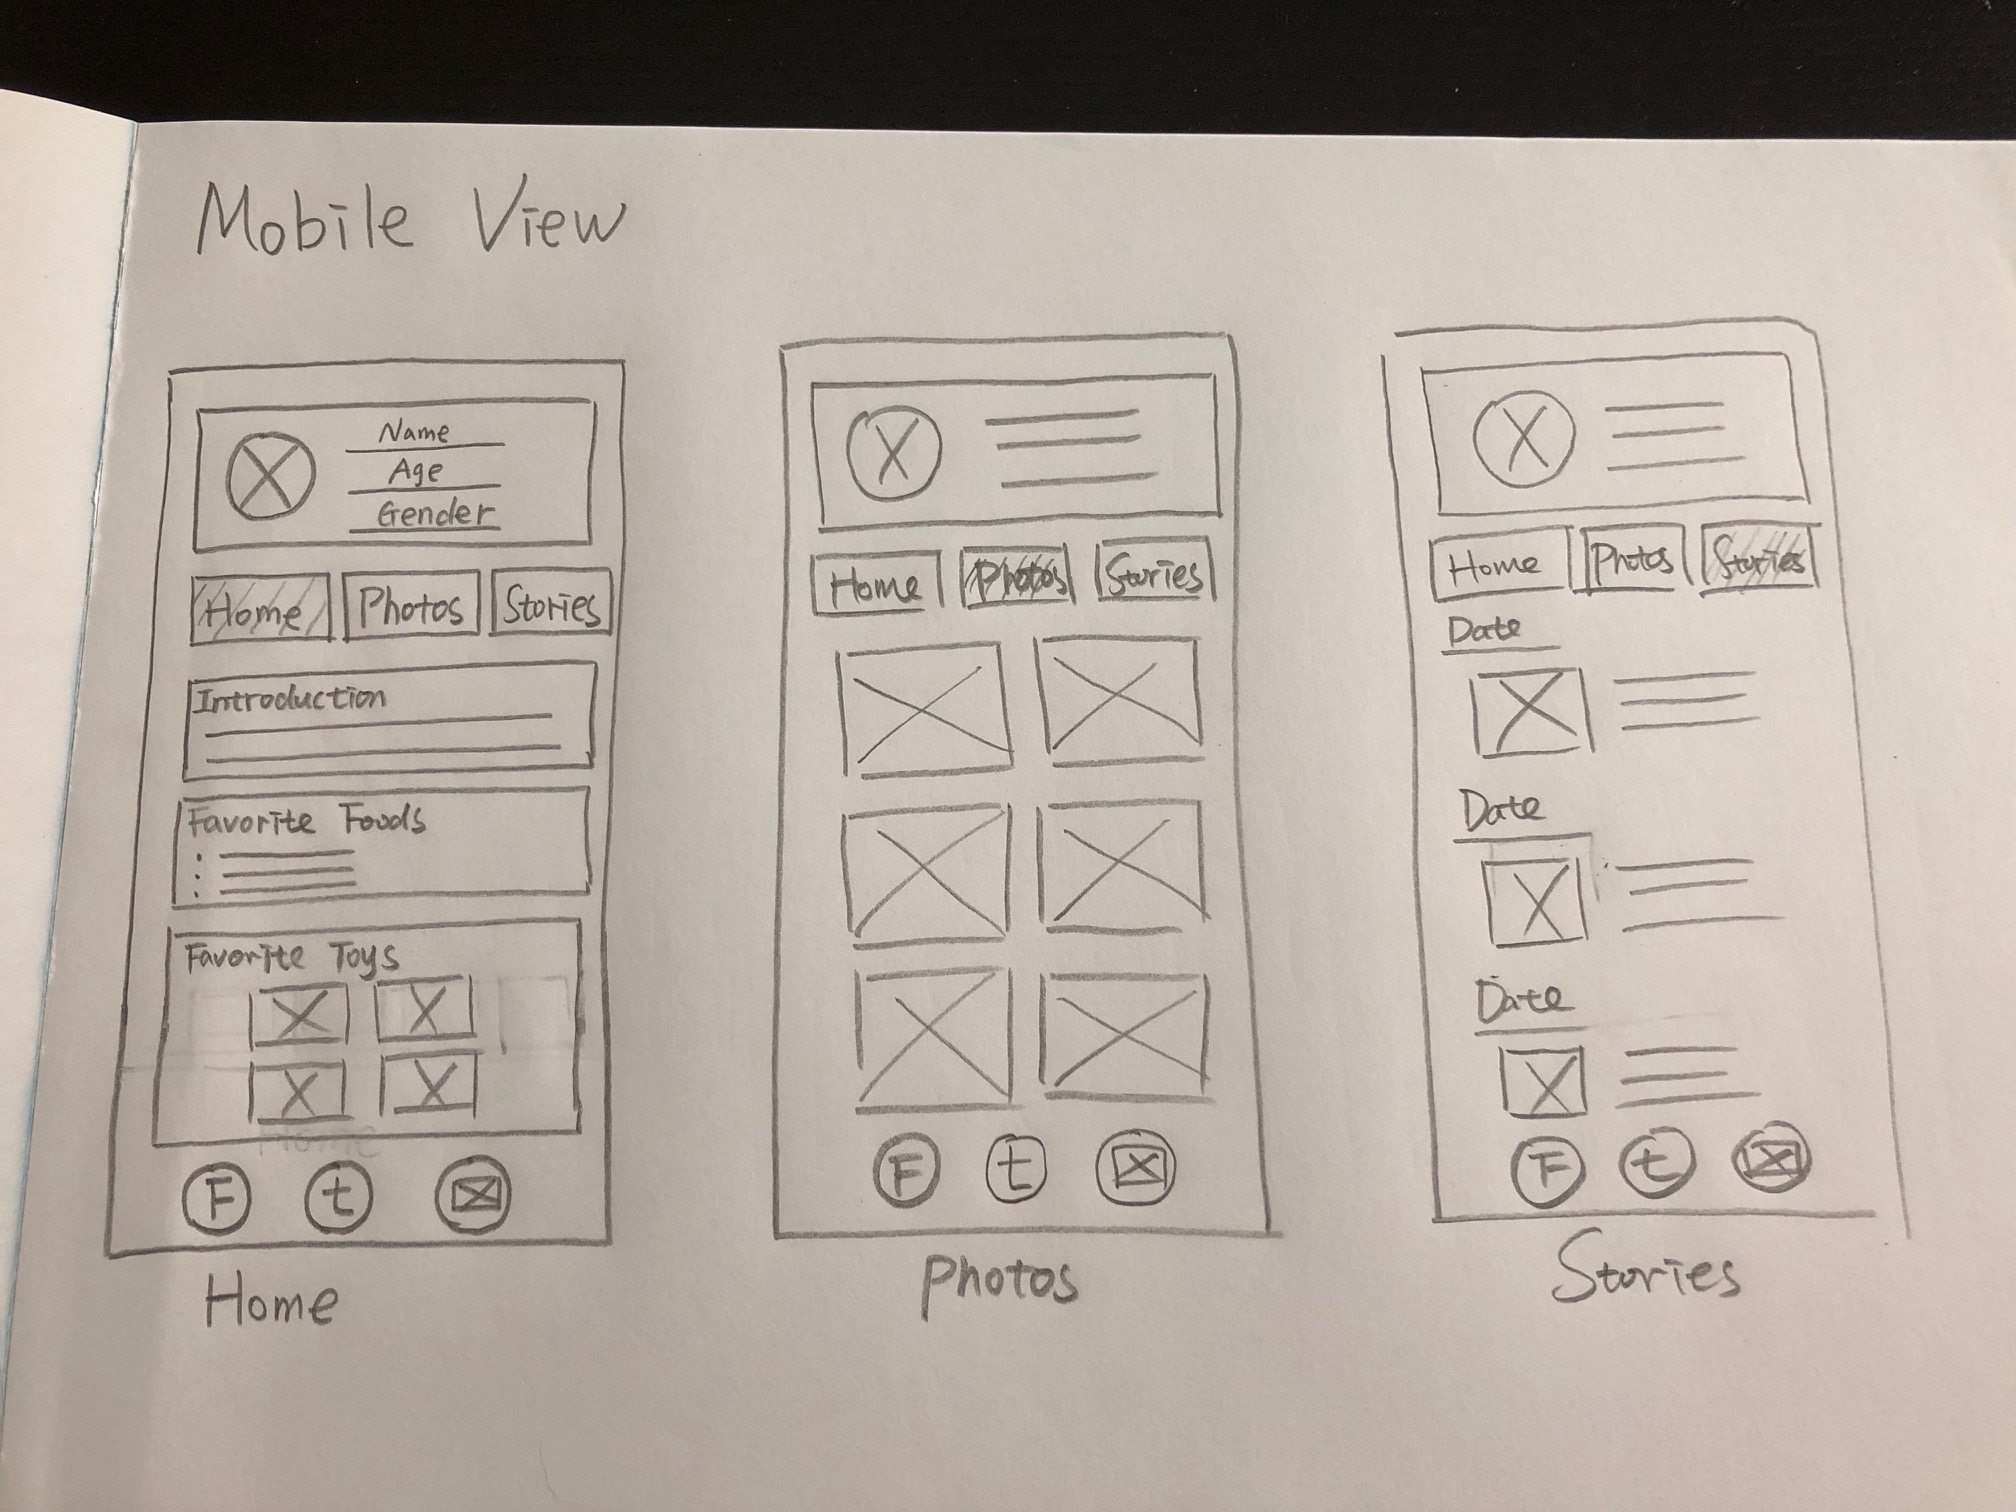 Mobile View
Name
Age
Gender
Home Photos Stories
Introduction
Favorite Foods
Favorite Toys
Home
F t
Home
Home Photos Stories
F t
Photos
Home Photos Stories
Date
Date
Date
F t
Stories